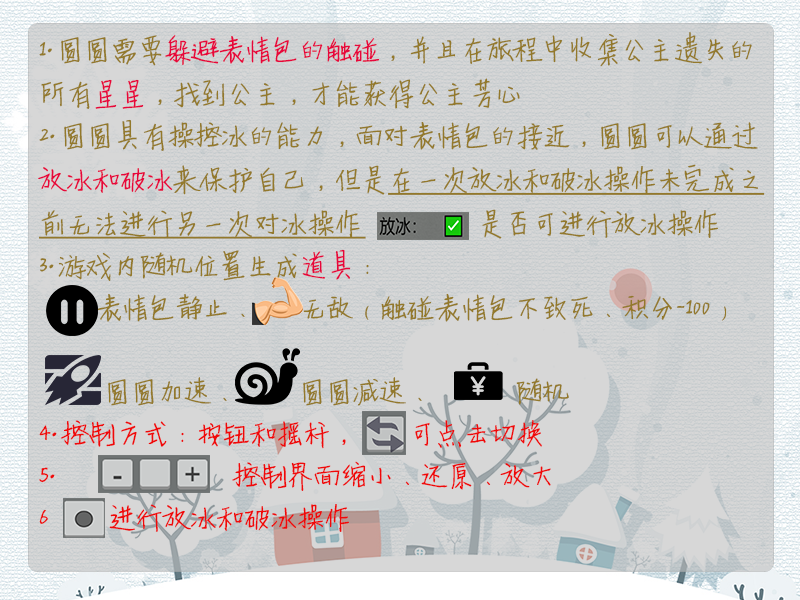 1.圆圆需要躲避表情包的触碰，并且在旅程中收集公主遗失的
所有星星，找到公主，才能获得公主芳心
2.圆圆具有操控冰的能力，面对表情包的接近，圆圆可以通过
放冰和破冰来保护自己，但是在一次放冰和破冰操作未完成之
前无法进行另一次对冰操作 放冰: 是否可进行放冰操作
3.游戏内随机位置生成道具：
表情包静止、无敌（触碰表情包不致死、积分-100）
圆圆加速、圆圆减速、¥ 随机
4.控制方式：按钮和摇杆，可点击切换
5. - + 控制界面缩小、还原、放大
6 进行放冰和破冰操作